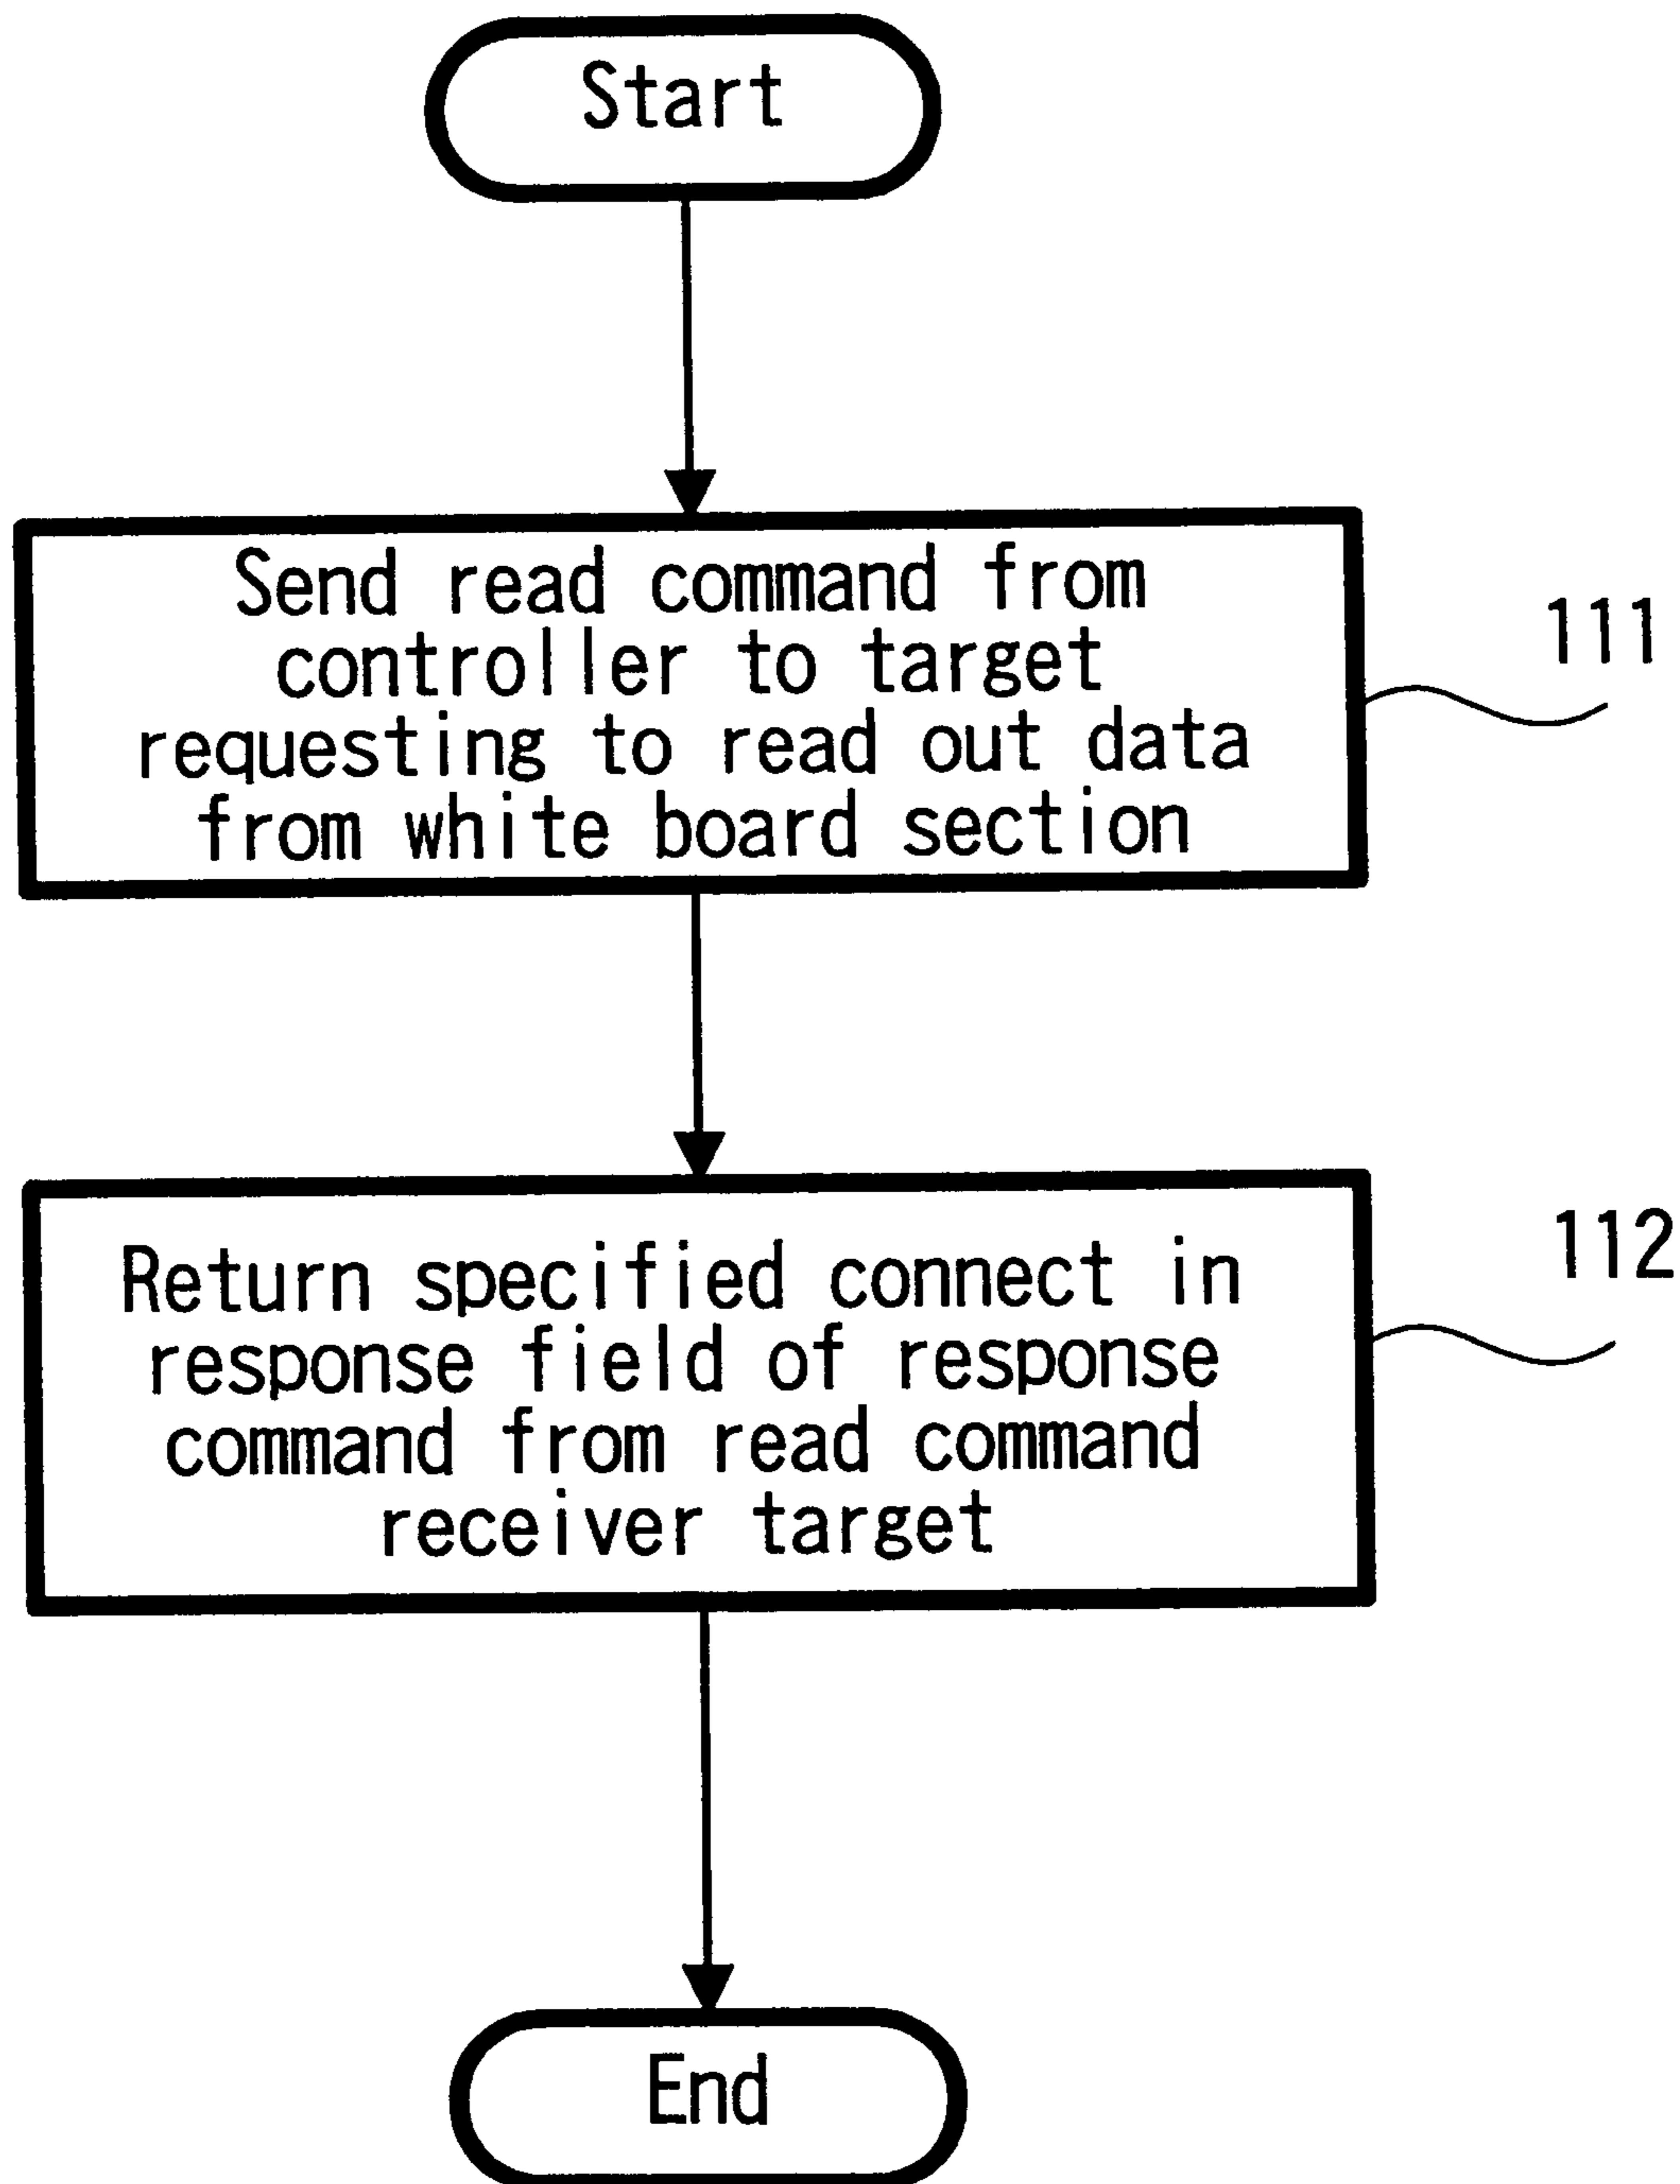 Start
Send read command from
controller to target
requesting to read out data
from white board section
111
Return specified connect in
response field of response
command from read command
receiver target
112
End